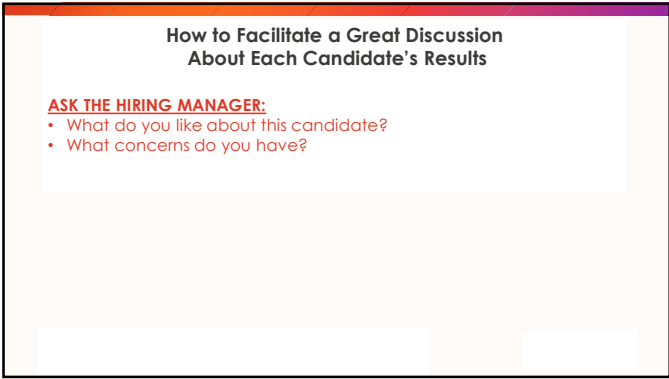 How to Facilitate a Great Discussion
About Each Candidate’s Results
ASK THE HIRING MANAGER:
• What do you like about this candidate?
• What concerns do you have?